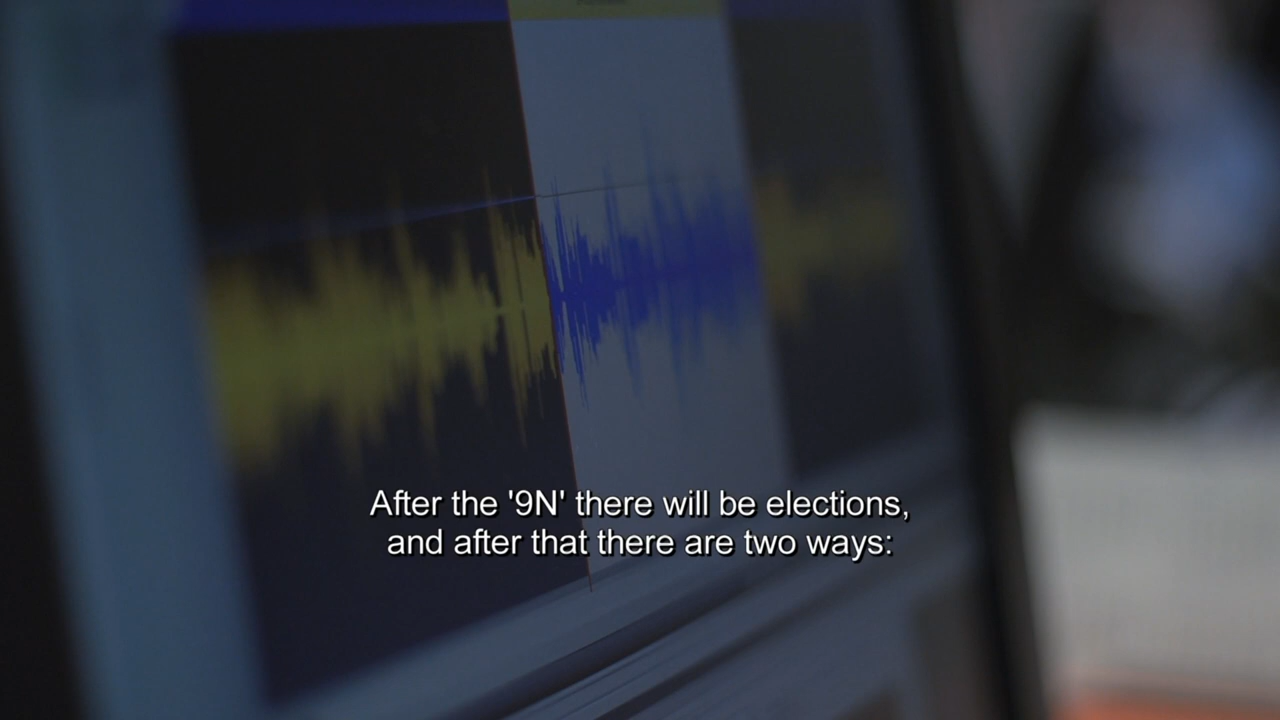 After the '9N' there will be elections,
and after that there are two ways: